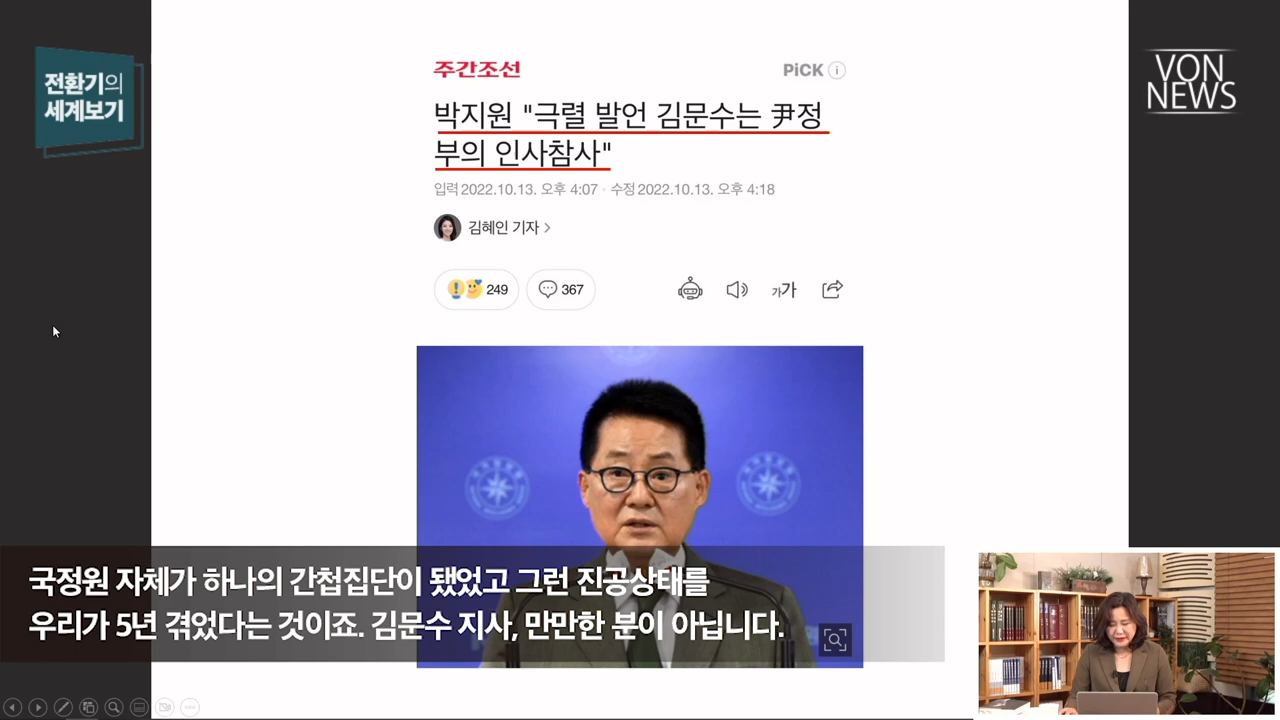 전환기의
세계보기
VON
NEWS
주간조선
PiCK
박지원 "극렬 발언 김문수는 尹정
부의 인사참사"
입력 2022.10.13. 오후 4:07 · 수정 2022.10.13. 오후 4:18
김혜인 기자
249
367
가가
국정원 자체가 하나의 간첩집단이 됐었고 그런 진공상태를
우리가 5년 겪었다는 것이죠. 김문수 지사, 만만한 분이 아닙니다.